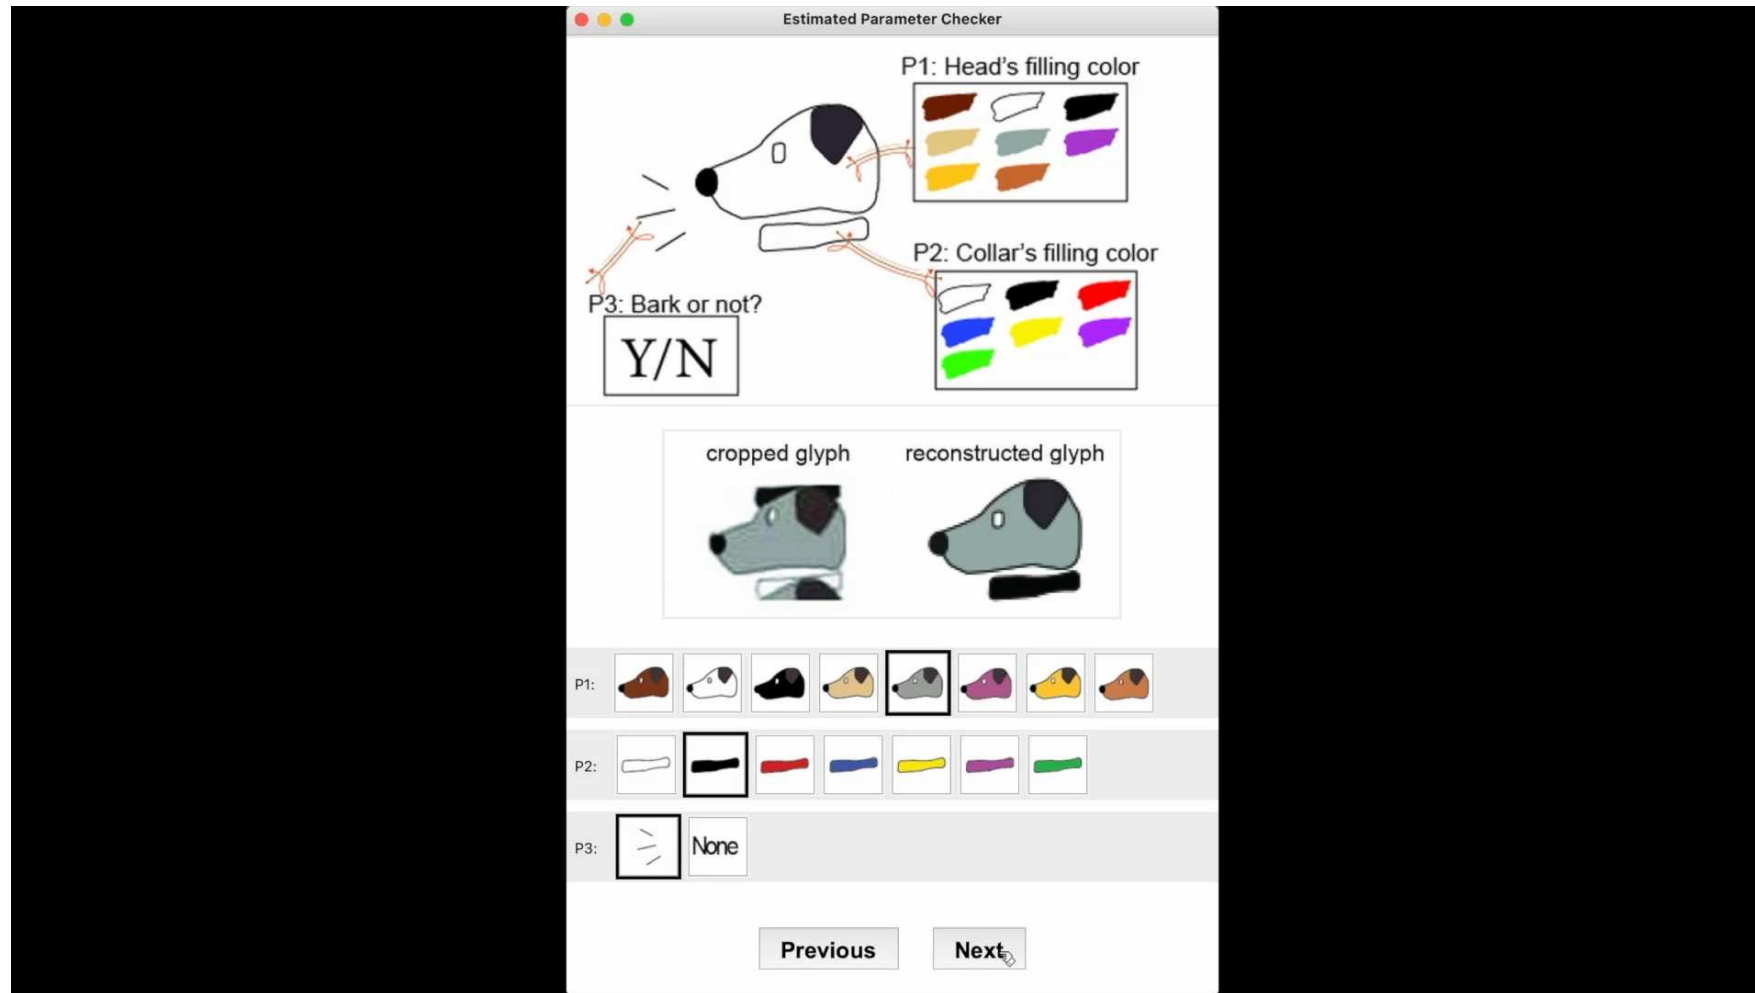 Estimated Parameter Checker
P1: Head's filling color
P2: Collar's filling color
P3: Bark or not?
Y/N
cropped glyph
reconstructed glyph
P1:
P2:
P3:
None
Previous
Next